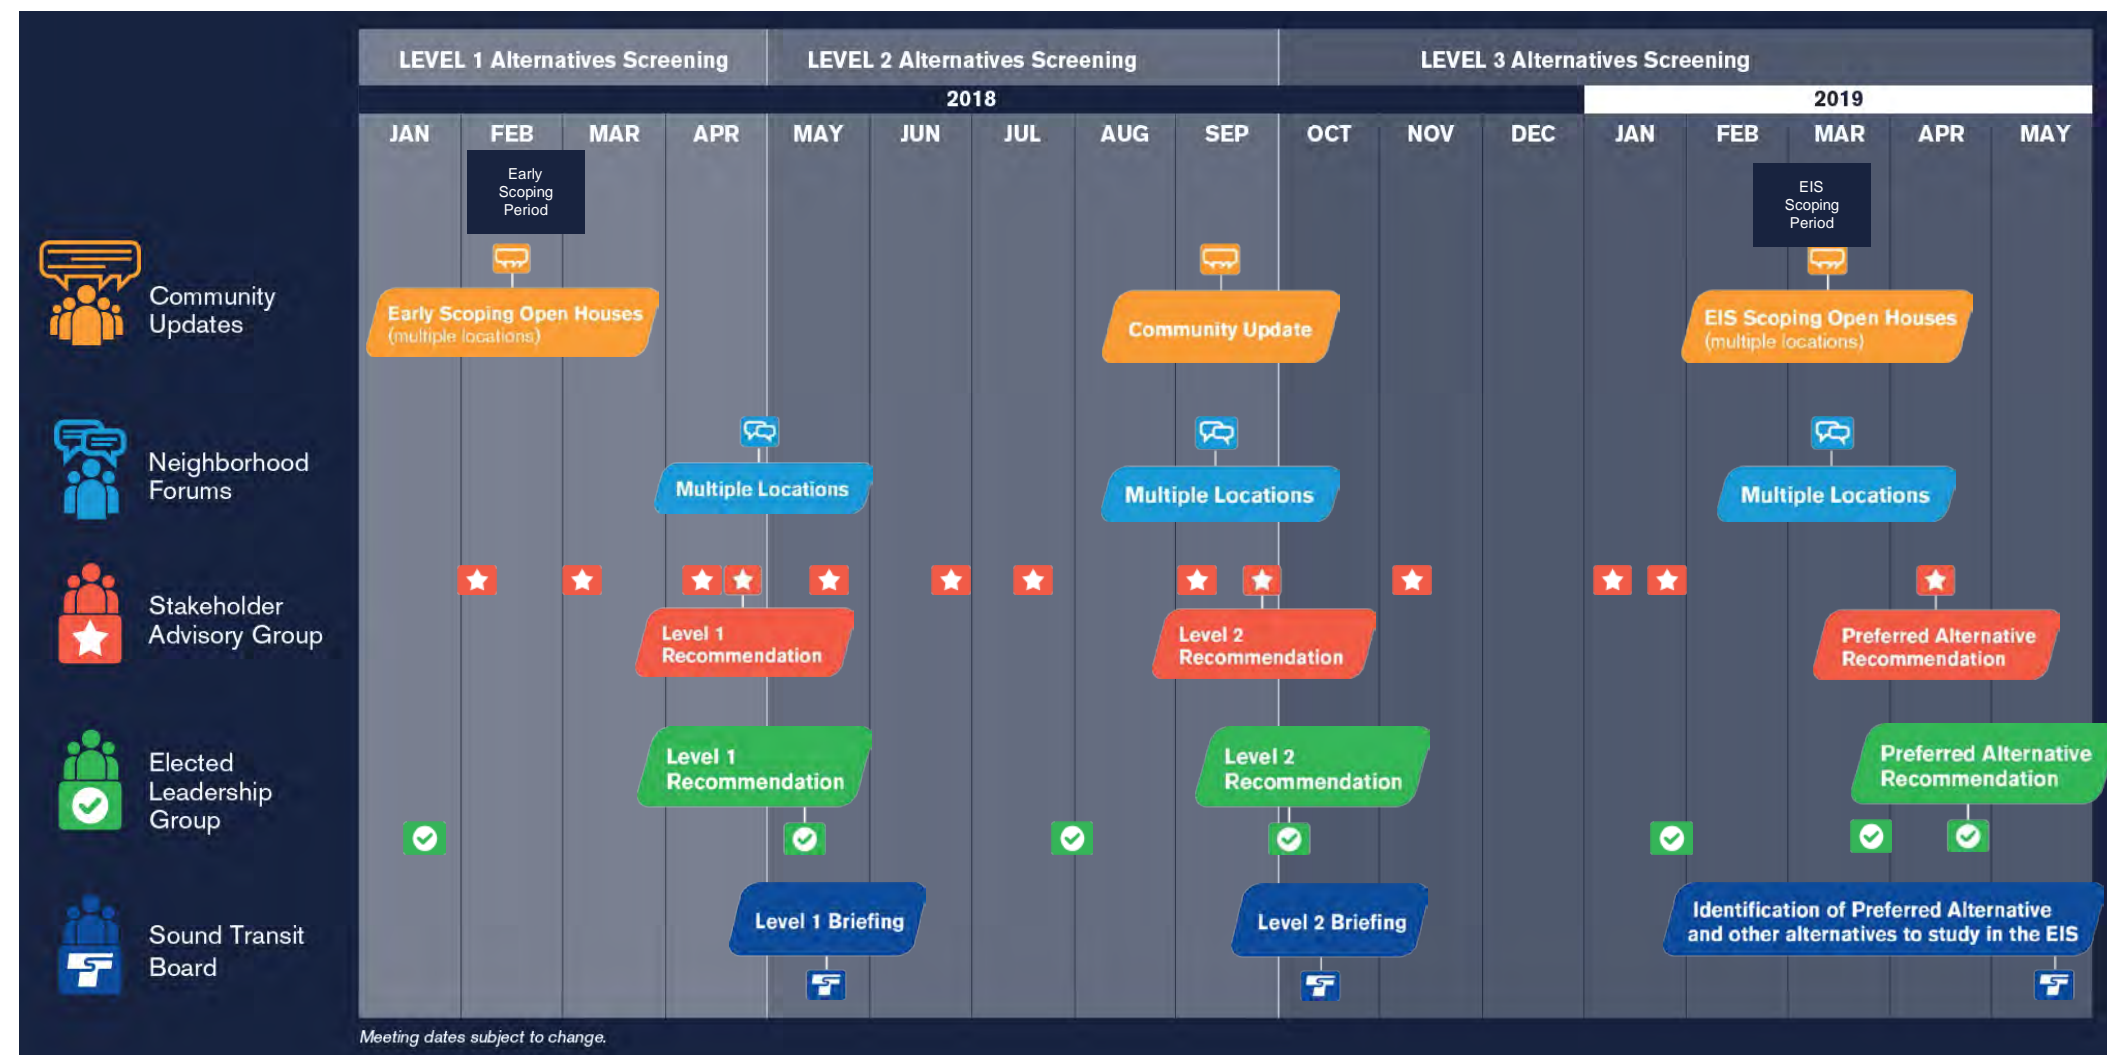 LEVEL 1 Alternatives Screening
LEVEL 2 Alternatives Screening
LEVEL 3 Alternatives Screening
2018
2019
JAN
FEB
MAR
APR
MAY
JUN
JUL
AUG
SEP
OCT
NOV
DEC
JAN
FEB
MAR
APR
MAY
Early
Scoping
Period
EIS
Scoping
Period
Community
Updates
Early Scoping Open Houses
(multiple locations)
Community Update
EIS Scoping Open Houses
(multiple locations)
Neighborhood
Forums
Multiple Locations
Multiple Locations
Multiple Locations
Stakeholder
Advisory Group
Level 1
Recommendation
Level 2
Recommendation
Preferred Alternative
Recommendation
Elected
Leadership
Group
Level 1
Recommendation
Level 2
Recommendation
Preferred Alternative
Recommendation
Sound Transit
Board
Level 1 Briefing
Level 2 Briefing
Identification of Preferred Alternative
and other alternatives to study in the EIS
Meeting dates subject to change.